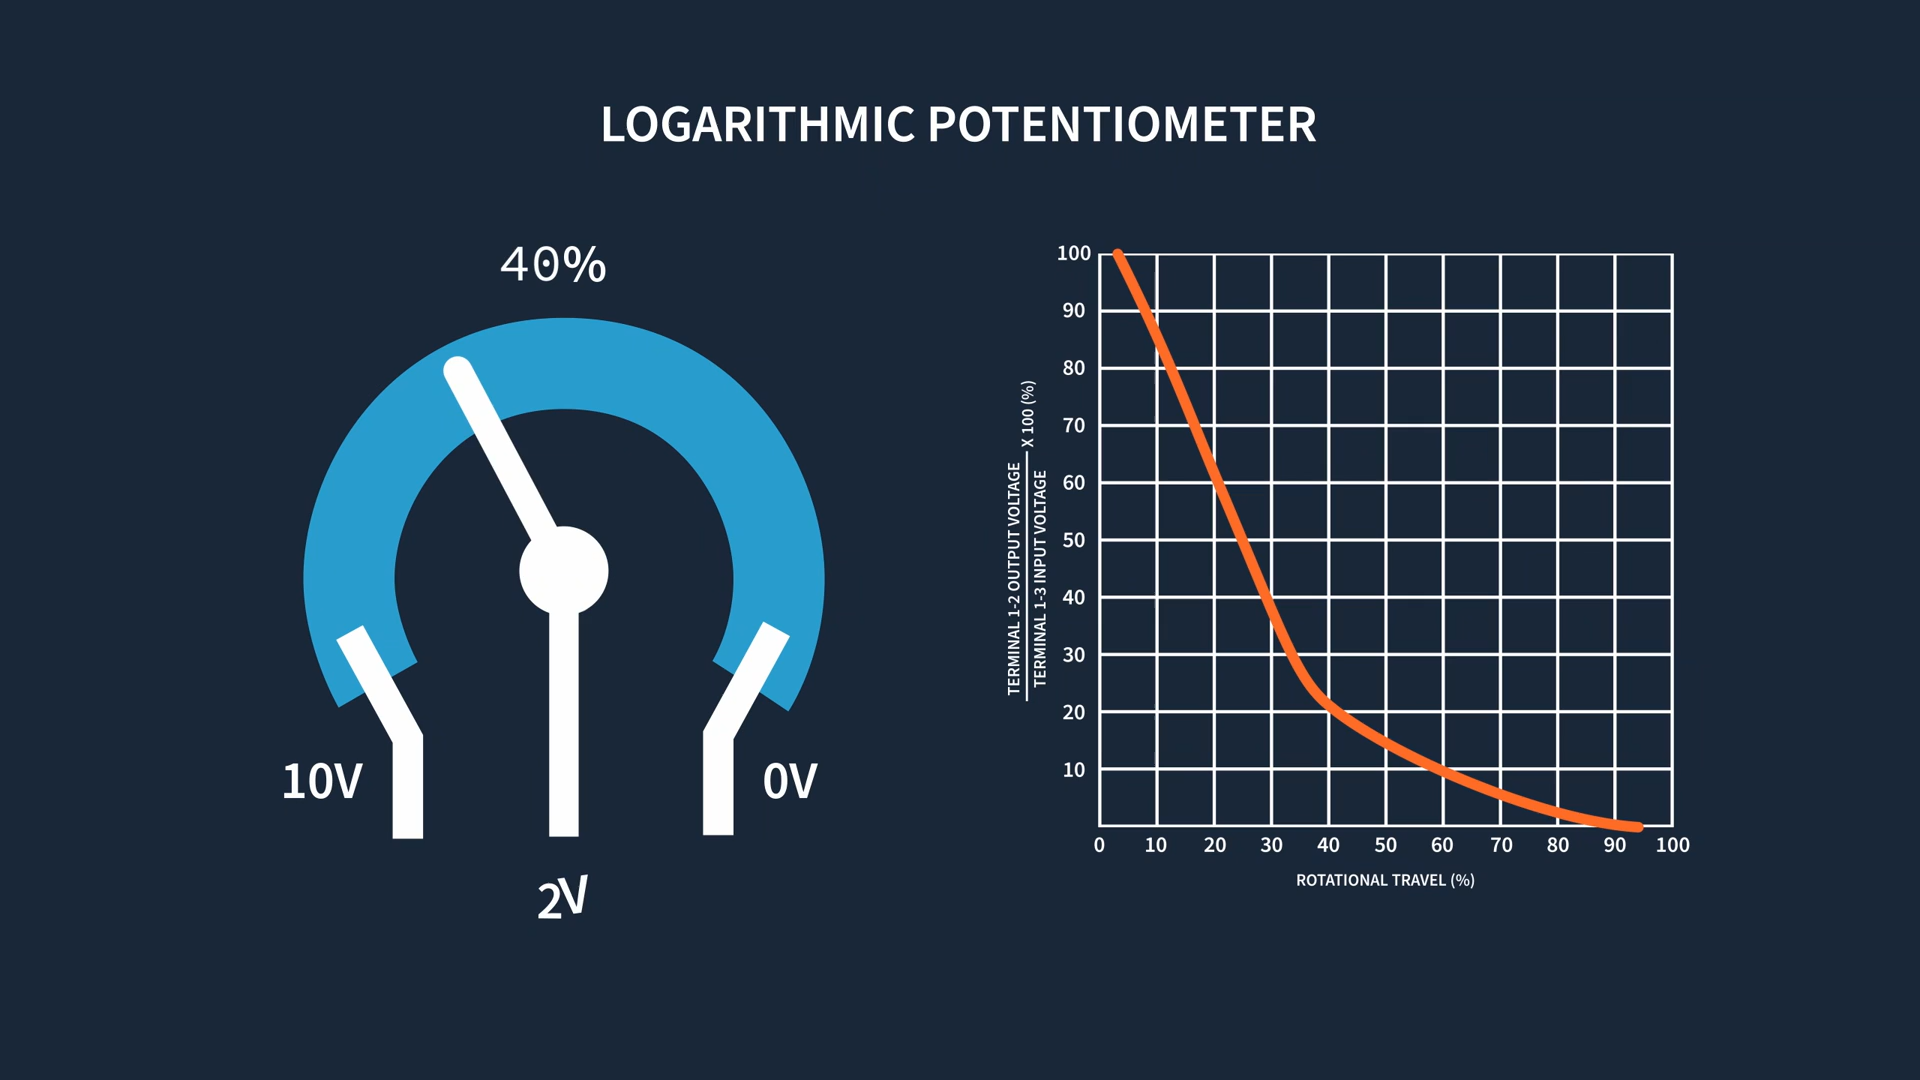 LOGARITHMIC POTENTIOMETER
40%
10V
0V
2V
TERMINAL 1-2 OUTPUT VOLTAGE
TERMINAL 1-3 INPUT VOLTAGE
X 100 (%)
100
90
80
70
60
50
40
30
20
10
0 10 20 30 40 50 60 70 80 90 100
ROTATIONAL TRAVEL (%)